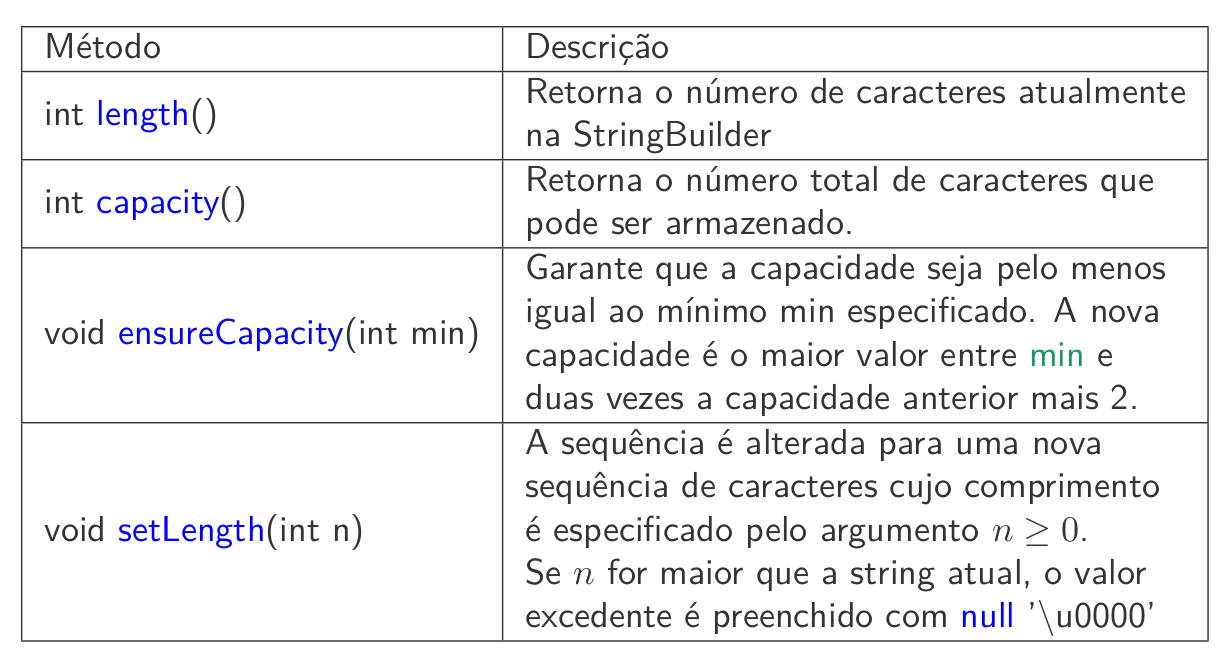 Método
Descrição
int length()
Retorna o número de caracteres atualmente
na StringBuilder
int capacity()
Retorna o número total de caracteres que
pode ser armazenado.
void ensureCapacity(int min)
Garante que a capacidade seja pelo menos
igual ao mínimo min especificado. A nova
capacidade é o maior valor entre min e
duas vezes a capacidade anterior mais 2.
void setLength(int n)
A sequência é alterada para uma nova
sequência de caracteres cujo comprimento
é especificado pelo argumento n ≥ 0.
Se n for maior que a string atual, o valor
excedente é preenchido com null '\u0000'